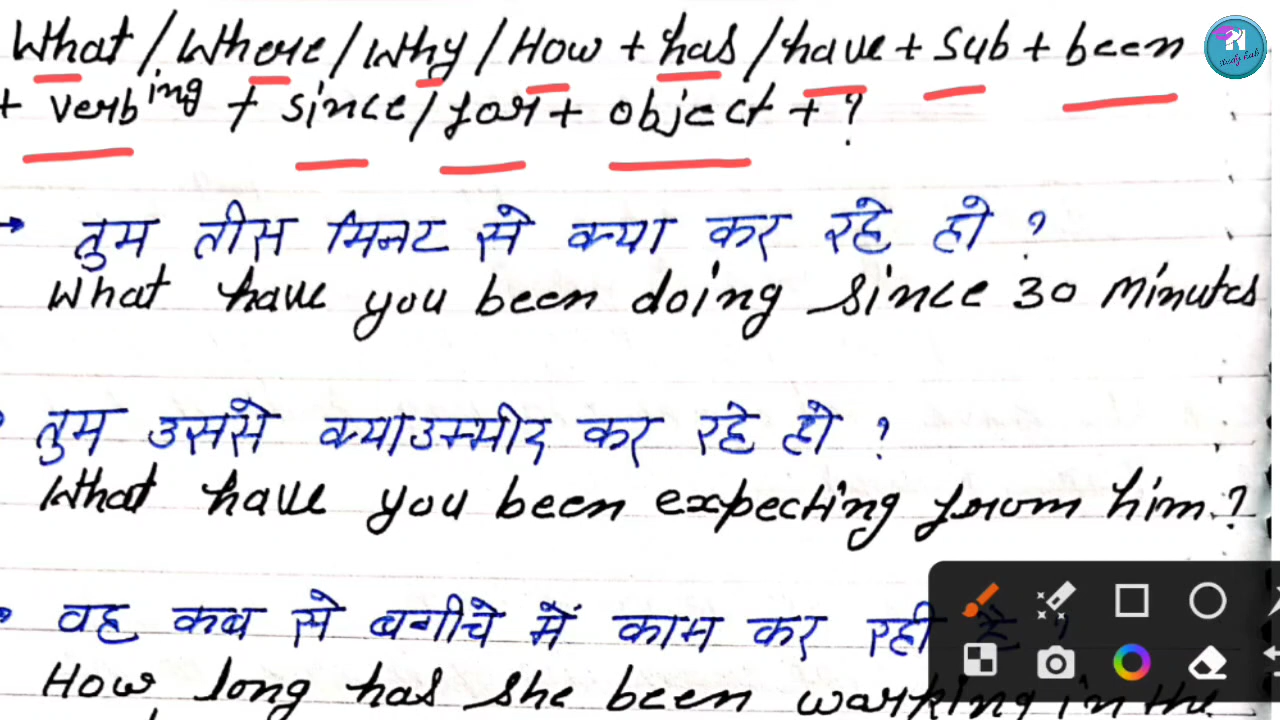 What / Where / Why / How + has / have + sub + been
+ verb ing + since / for + object + ?
तुम तीस मिनट से क्या कर रहे हो ?
What have you been doing since 30 Minutes
तुम उससे क्या उम्मीद कर रहे हो ?
What have you been expecting from him ?
वह कब से बगीचे में काम कर रही है ?
How long has she been working in the